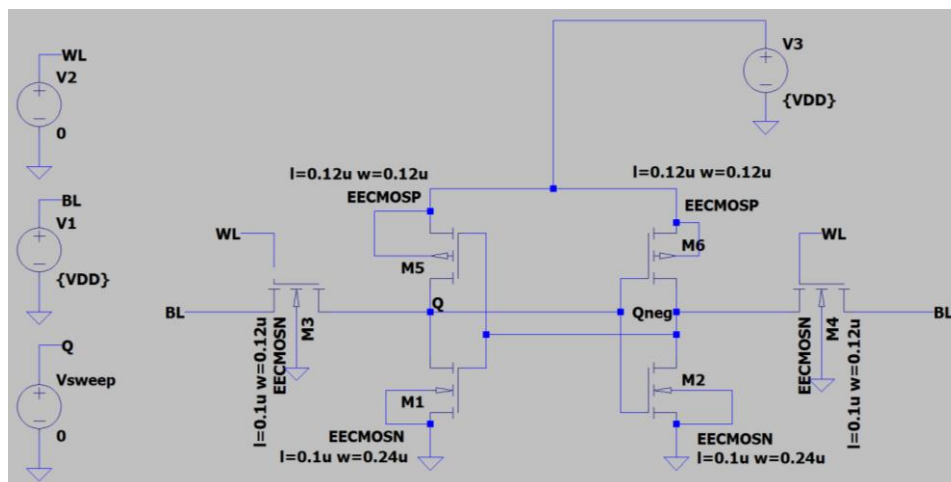 WL
V2
0
BL
V1
{VDD}
Q
Vsweep
0
V3
{VDD}
l=0.12u w=0.12u
l=0.12u w=0.12u
EECMOSP
EECMOSP
WL
M5
M6
WL
BL
M3
EECMOSN
l=0.1u w=0.12u
Q
Qneg
BL
M4
EECMOSN
l=0.1u w=0.12u
M1
M2
EECMOSN
l=0.1u w=0.24u
EECMOSN
l=0.1u w=0.24u